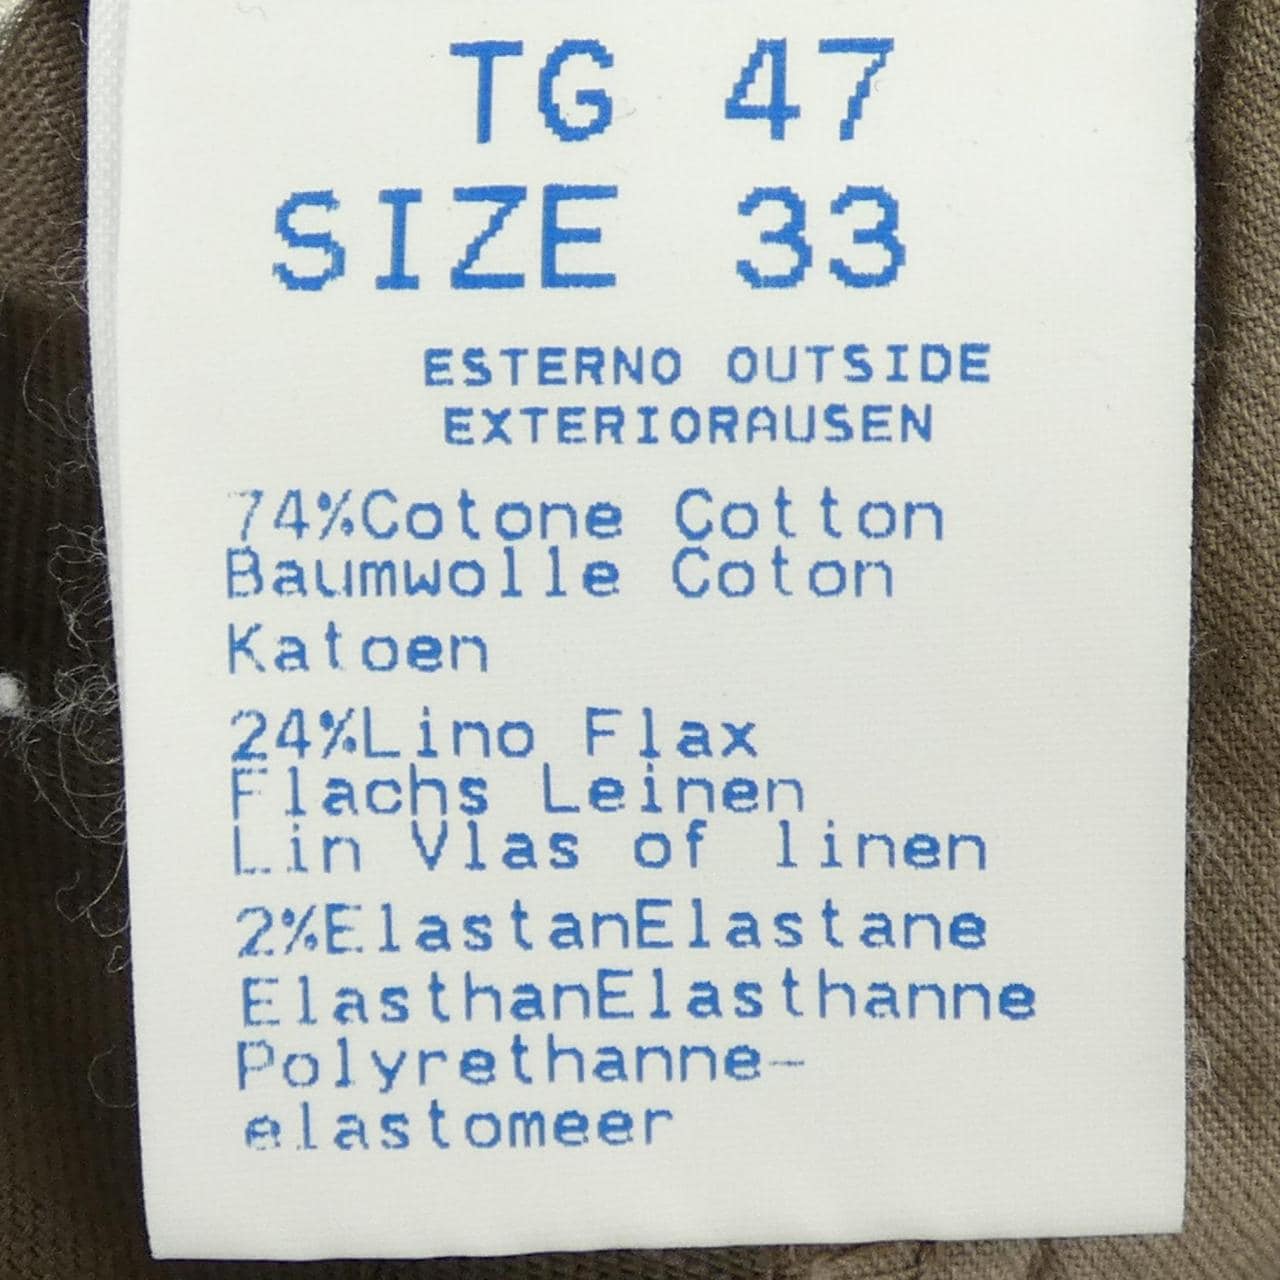 TG 47
SIZE 33
ESTERNO OUTSIDE
EXTERIORAUSEN
74%Cotone Cotton
Baumwolle Coton
Katoen
24%Lino Flax
Flachs Leinen
Lin Vlas of linen
2%ElastanElastane
ElasthanElasthanne
Polyrethanne-
elastomeer